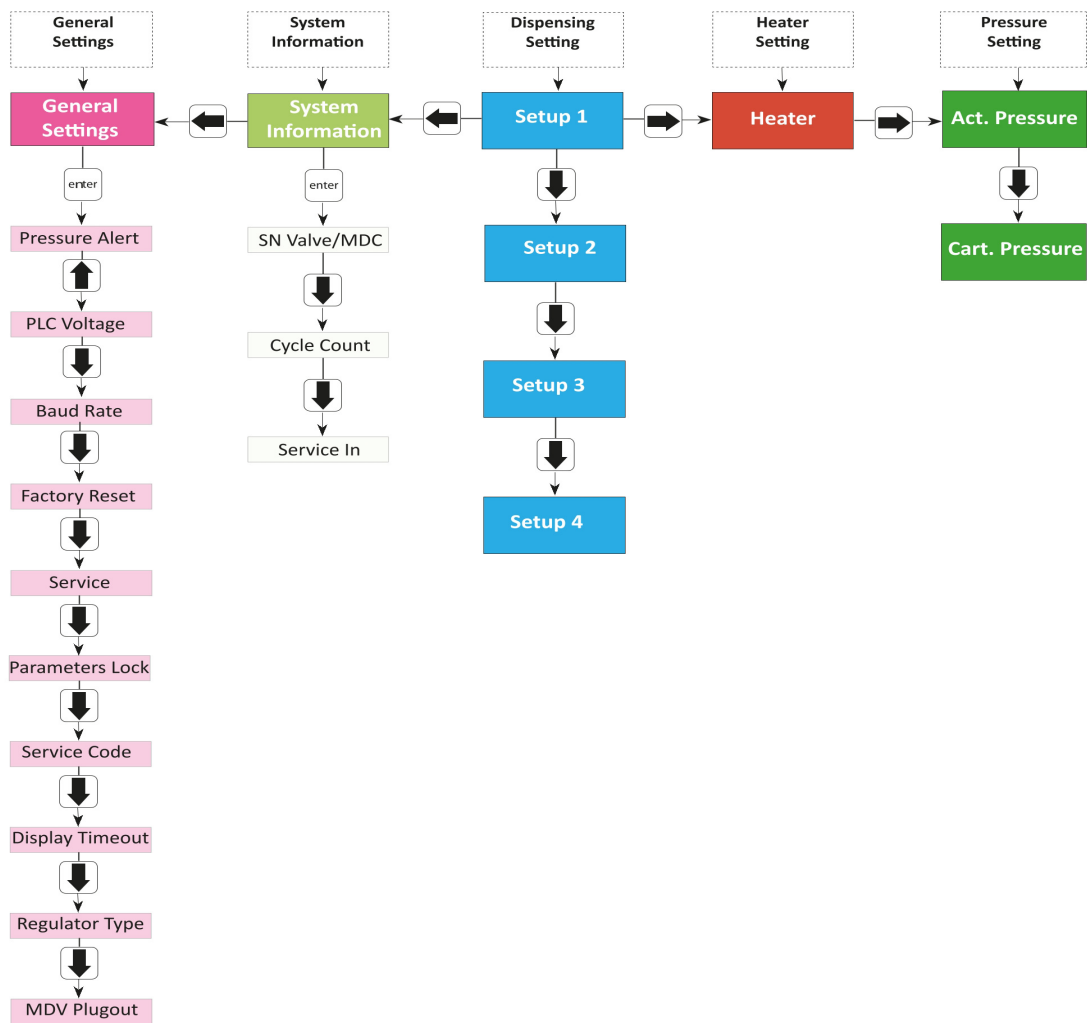 General
Settings
System
Information
Dispensing
Setting
Heater
Setting
Pressure
Setting
General
Settings
System
Information
Setup 1
Heater
Act. Pressure
enter
enter
Pressure Alert
SN Valve/MDC
Setup 2
Cart. Pressure
PLC Voltage
Cycle Count
Setup 3
Baud Rate
Service In
Factory Reset
Setup 4
Service
Parameters Lock
Service Code
Display Timeout
Regulator Type
MDV Plugout